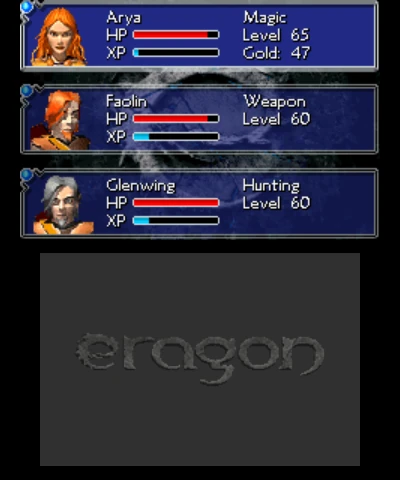 Arya Magic
HP Level 65
XP Gold: 47
Faolin Weapon
HP Level 60
XP
Glenwing Hunting
HP Level 60
XP
eragon